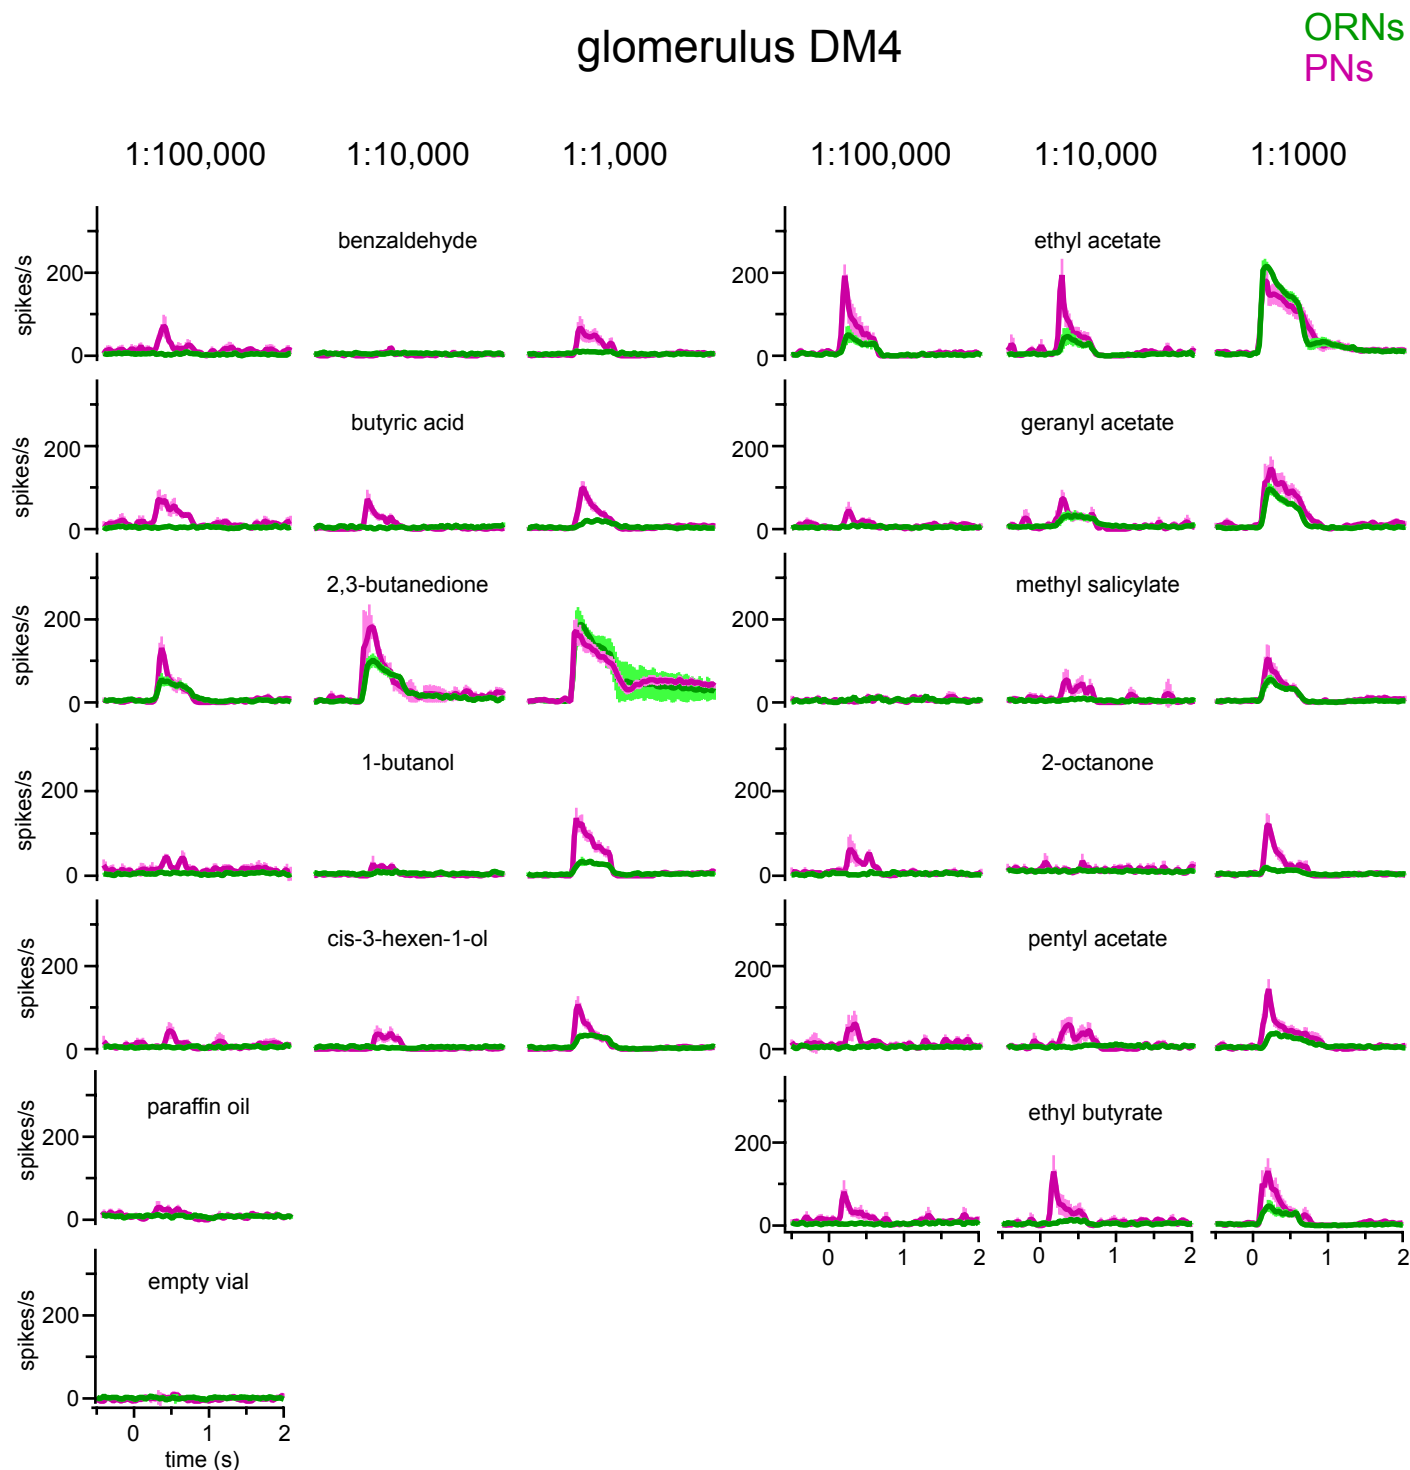 glomerulus DM4
ORNs
PNs
1:100,000
1:10,000
1:1,000
1:100,000
1:10,000
1:1000
benzaldehyde
spikes/s
200
0
ethyl acetate
200
0
butyric acid
spikes/s
200
0
geranyl acetate
200
0
2,3-butanedione
spikes/s
200
0
methyl salicylate
200
0
1-butanol
spikes/s
200
0
2-octanone
200
0
cis-3-hexen-1-ol
spikes/s
200
0
pentyl acetate
200
0
paraffin oil
spikes/s
200
0
ethyl butyrate
200
0
0 1 2
0 1 2
0 1 2
empty vial
spikes/s
200
0
0 1 2
time (s)